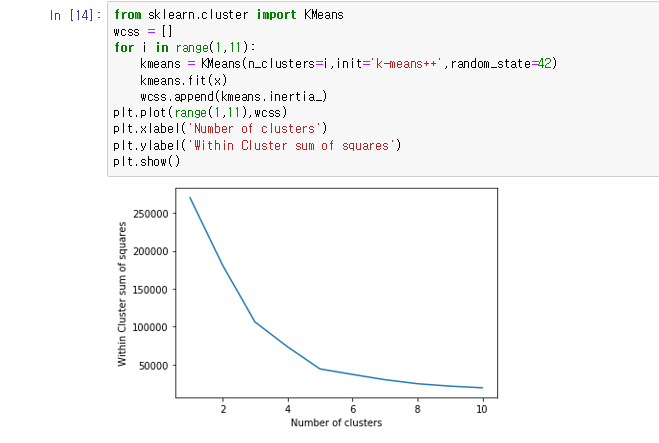 In [14]:
from sklearn.cluster import KMeans
wcss = []
for i in range(1,11):
    kmeans = KMeans(n_clusters=i,init='k-means++',random_state=42)
    kmeans.fit(x)
    wcss.append(kmeans.inertia_)
plt.plot(range(1,11),wcss)
plt.xlabel('Number of clusters')
plt.ylabel('Within Cluster sum of squares')
plt.show()
Within Cluster sum of squares
250000
200000
150000
100000
50000
2 4 6 8 10
Number of clusters